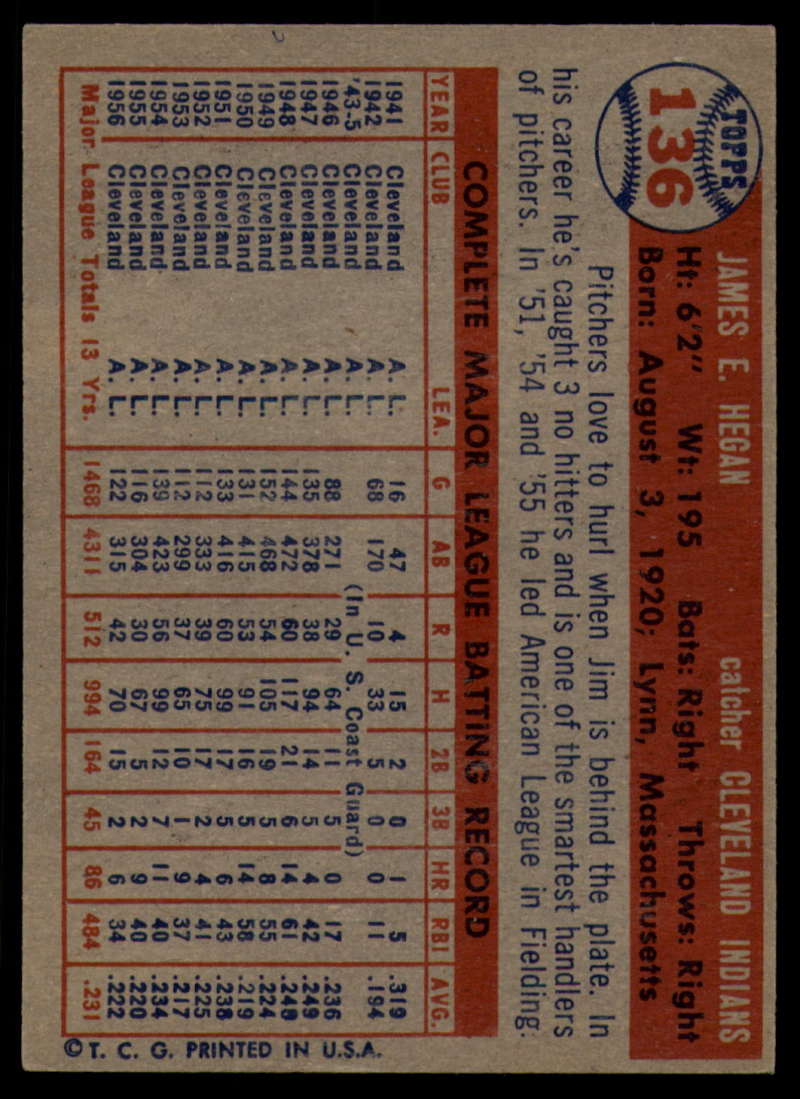 TOPPS
136
JAMES E. HEGAN catcher CLEVELAND INDIANS
Ht: 6'2" Wt: 195 Bats: Right Throws: Right
Born: August 3, 1920; Lynn, Massachusetts
Pitchers love to hurl when Jim is behind the plate. In
his career he's caught 3 no hitters and is one of the smartest handlers
of pitchers. In '51, '54 and '55 he led American League in Fielding.
COMPLETE MAJOR LEAGUE BATTING RECORD
YEAR CLUB LEA. G AB R H 2B 3B HR RBI AVG.
1941 Cleveland A. L. 16 47 4 15 2 0 1 5 .319
1942 Cleveland A. L. 68 170 10 33 5 0 0 11 .194
'43-5 Cleveland A. L. (In U. S. Coast Guard)
1946 Cleveland A. L. 88 271 29 64 11 5 0 17 .236
1947 Cleveland A. L. 135 378 38 94 14 5 4 42 .249
1948 Cleveland A. L. 144 472 60 117 21 6 14 61 .248
1949 Cleveland A. L. 152 468 54 105 19 5 8 55 .224
1950 Cleveland A. L. 131 415 53 91 16 5 14 58 .219
1951 Cleveland A. L. 133 416 60 99 17 5 6 43 .238
1952 Cleveland A. L. 112 333 39 75 17 2 4 41 .225
1953 Cleveland A. L. 112 299 37 65 10 1 9 37 .217
1954 Cleveland A. L. 139 423 56 99 12 7 11 40 .234
1955 Cleveland A. L. 116 304 30 67 5 2 9 40 .220
1956 Cleveland A. L. 122 315 42 70 15 2 6 34 .222
Major League Totals 13 Yrs. 1468 4311 512 994 164 45 86 484 .231
© T. C. G. PRINTED IN U.S.A.